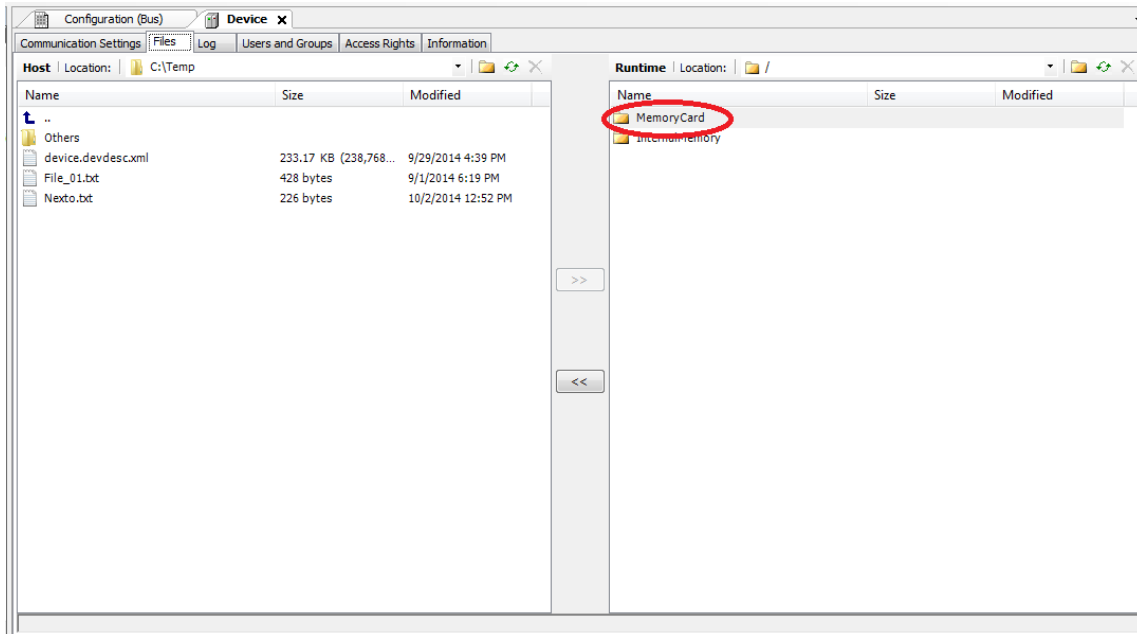 Configuration (Bus) Device x
Communication Settings Files Log Users and Groups Access Rights Information
Host Location: C:\Temp
Name Size Modified
..
Others
device.devdesc.xml 233.17 KB (238,768... 9/29/2014 4:39 PM
File_01.txt 428 bytes 9/1/2014 6:19 PM
Nexto.txt 226 bytes 10/2/2014 12:52 PM
>>
<<
Runtime Location: /
Name Size Modified
MemoryCard
InternalMemory